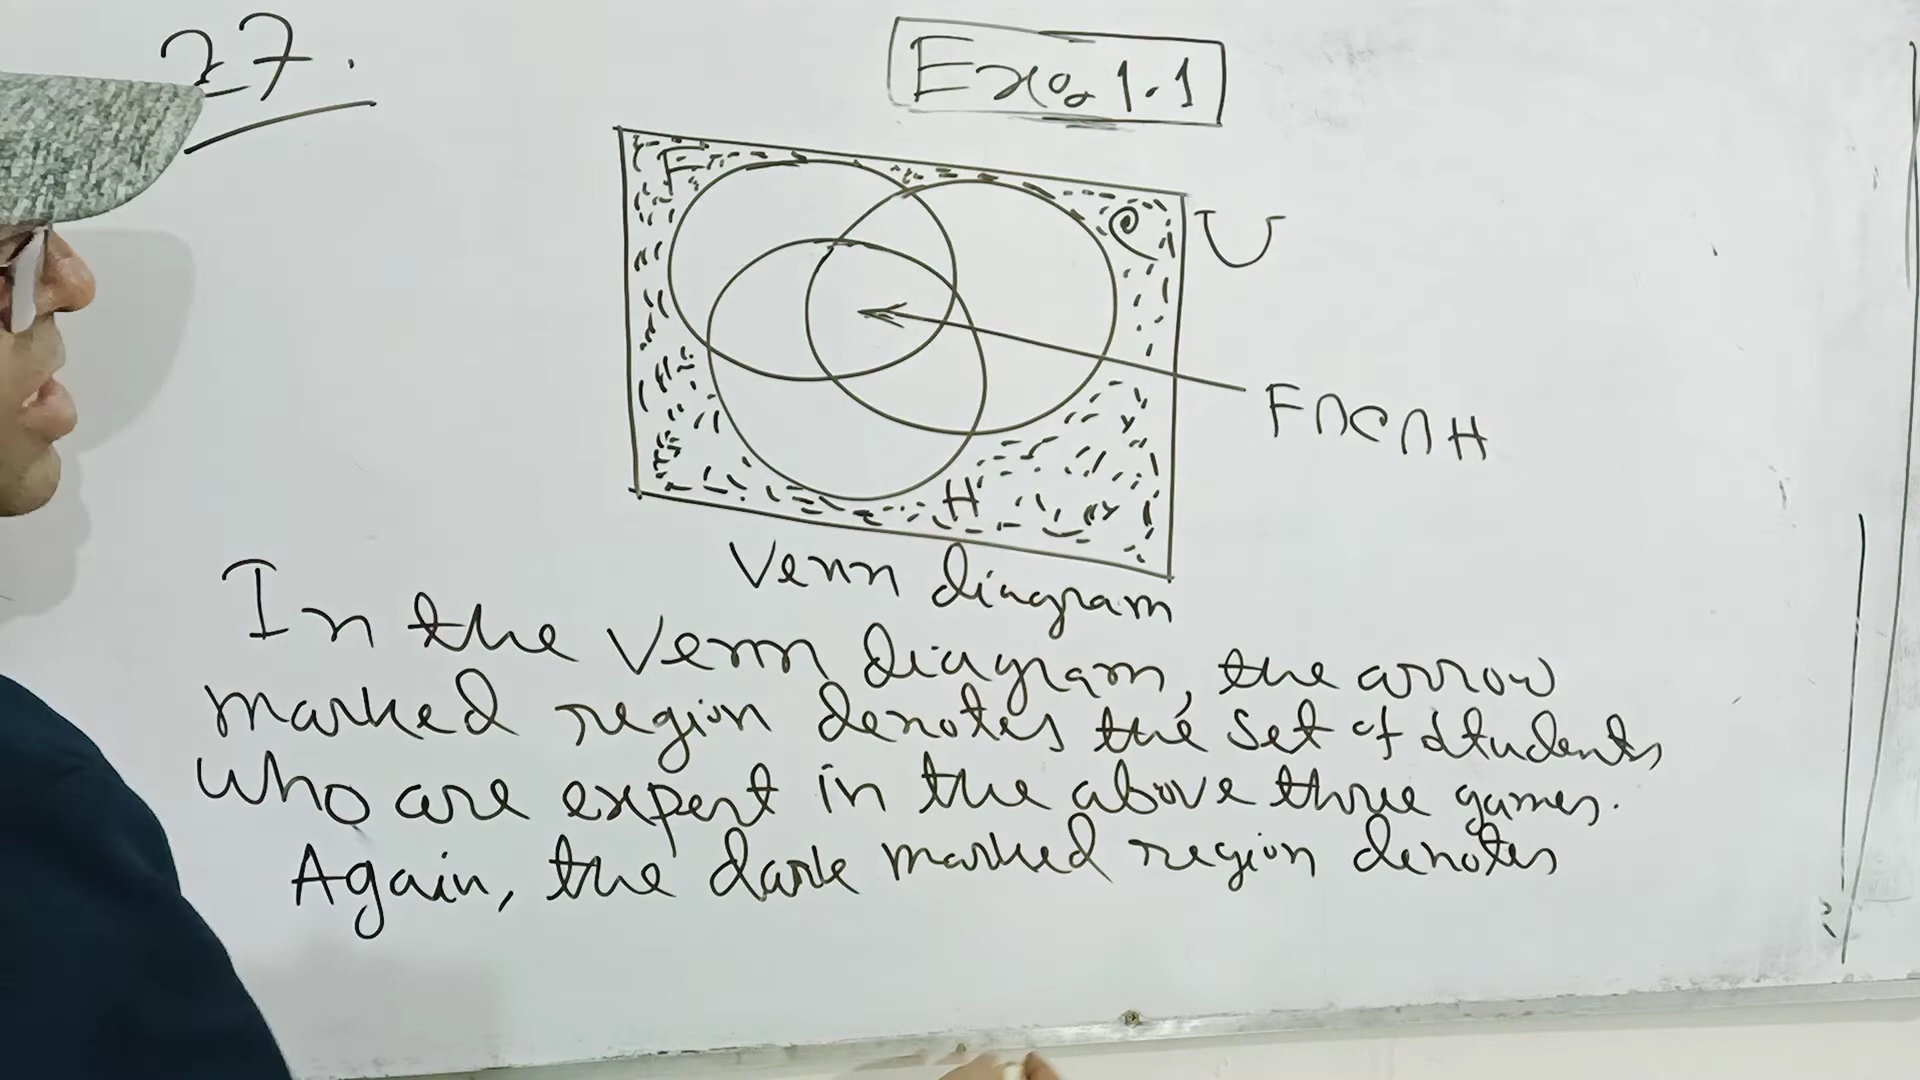 27.
Ex. 1.1
F
C
U
F∩C∩H
H
Venn diagram
In the Venn diagram, the arrow
marked region denotes the set of students
who are expert in the above three games.
Again, the dark marked region denotes